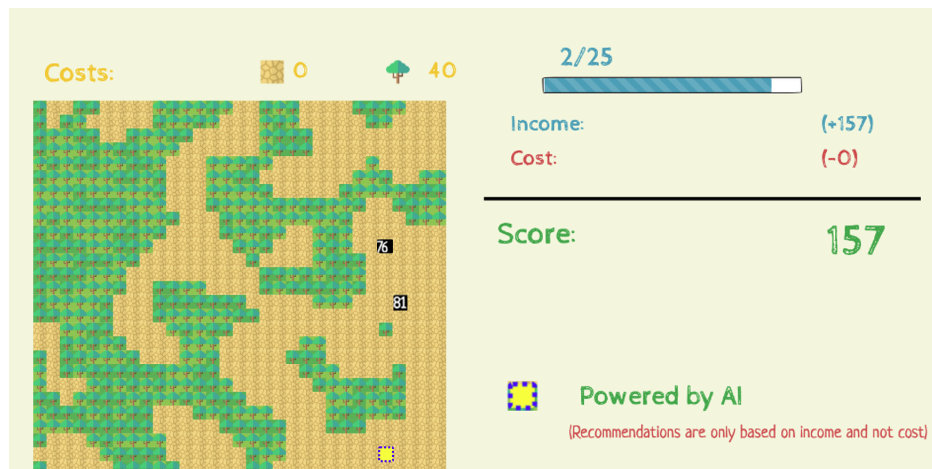 Costs: 0 40
2/25
Income: (+157)
Cost: (-0)
Score: 157
76
81
Powered by AI
(Recommendations are only based on income and not cost)